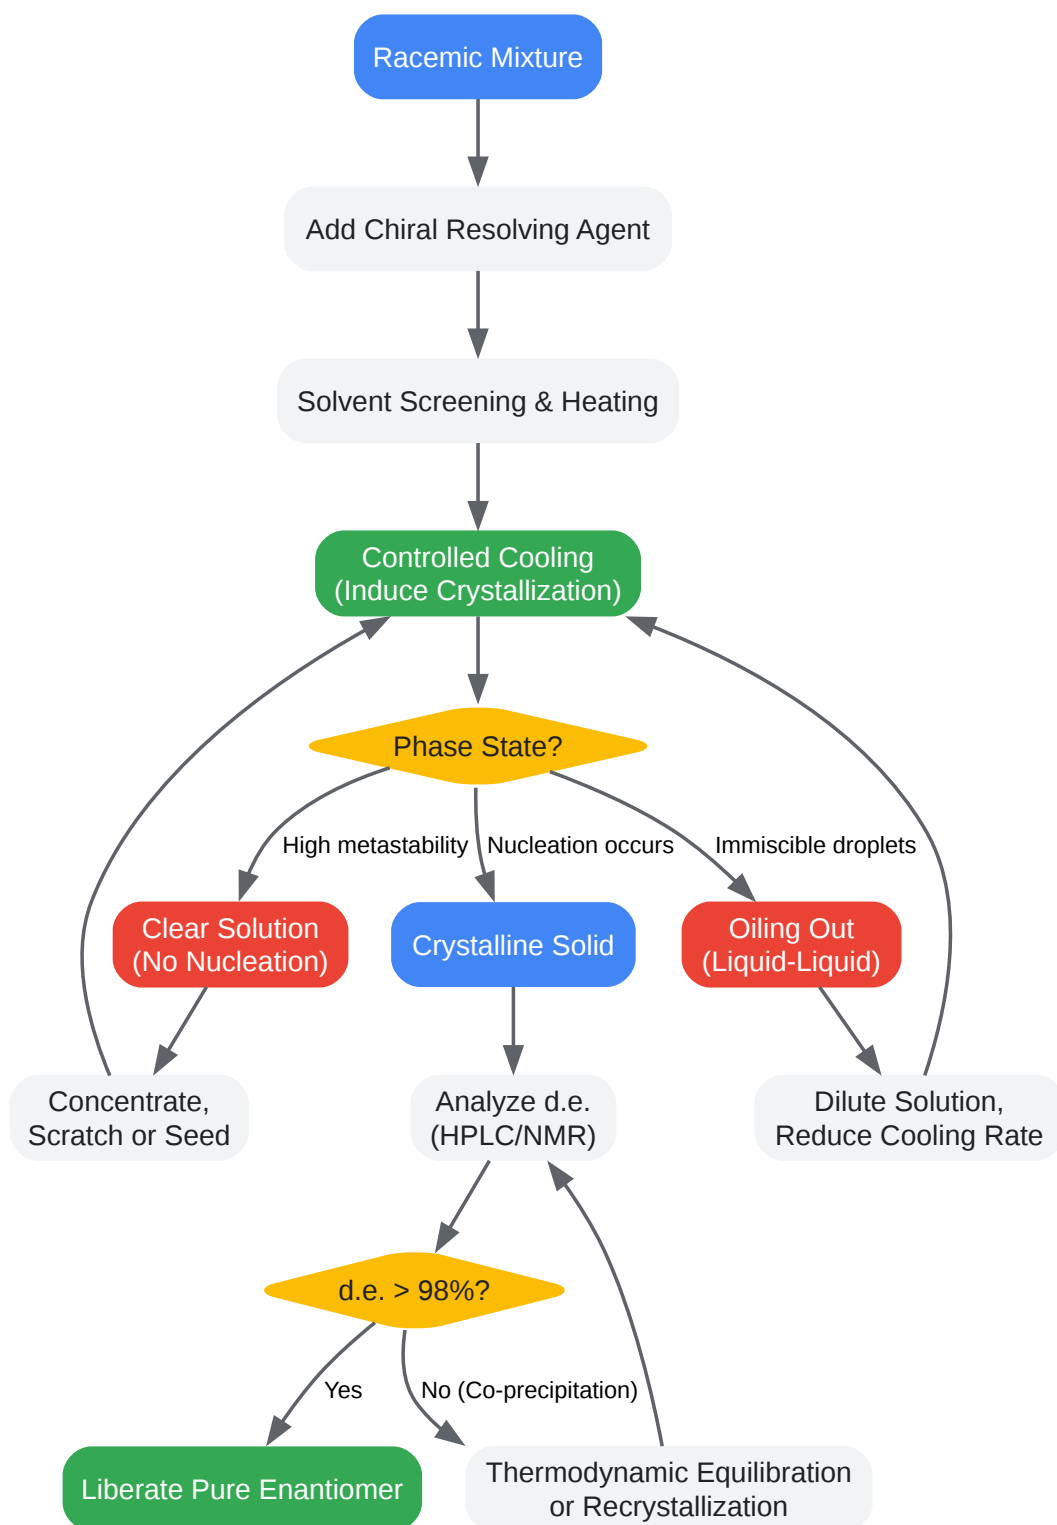 Racemic Mixture
Add Chiral Resolving Agent
Solvent Screening & Heating
Controlled Cooling
(Induce Crystallization)
Phase State?
High metastability
Nucleation occurs
Immiscible droplets
Clear Solution
(No Nucleation)
Crystalline Solid
Oiling Out
(Liquid-Liquid)
Concentrate,
Scratch or Seed
Analyze d.e.
(HPLC/NMR)
Dilute Solution,
Reduce Cooling Rate
d.e. > 98%?
Yes
No (Co-precipitation)
Liberate Pure Enantiomer
Thermodynamic Equilibration
or Recrystallization